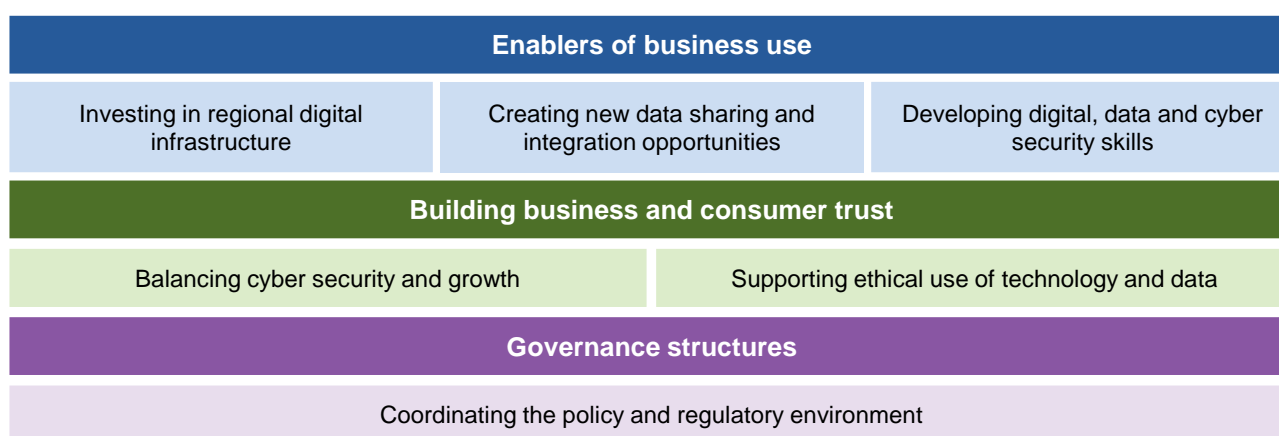 Enablers of business use
Investing in regional digital
infrastructure
Creating new data sharing and
integration opportunities
Developing digital, data and cyber
security skills
Building business and consumer trust
Balancing cyber security and growth
Supporting ethical use of technology and data
Governance structures
Coordinating the policy and regulatory environment